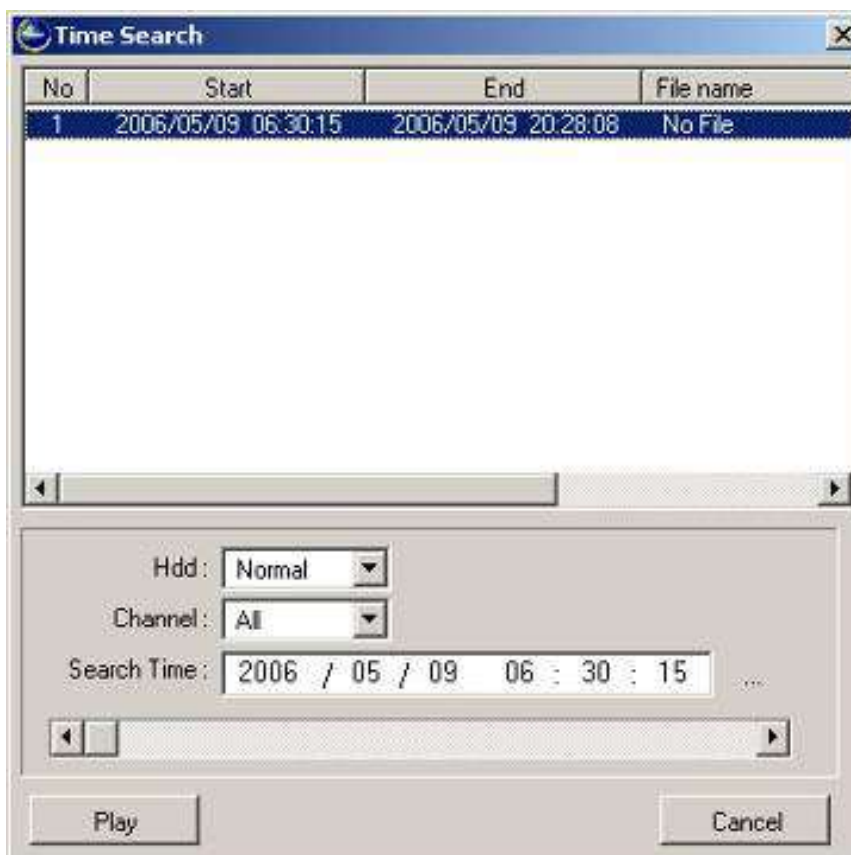 Time Search
No Start End File name
1 2006/05/09 06:30:15 2006/05/09 20:28:08 No File
Hdd : Normal
Channel : All
Search Time : 2006 / 05 / 09 06 : 30 : 15 ...
Play Cancel